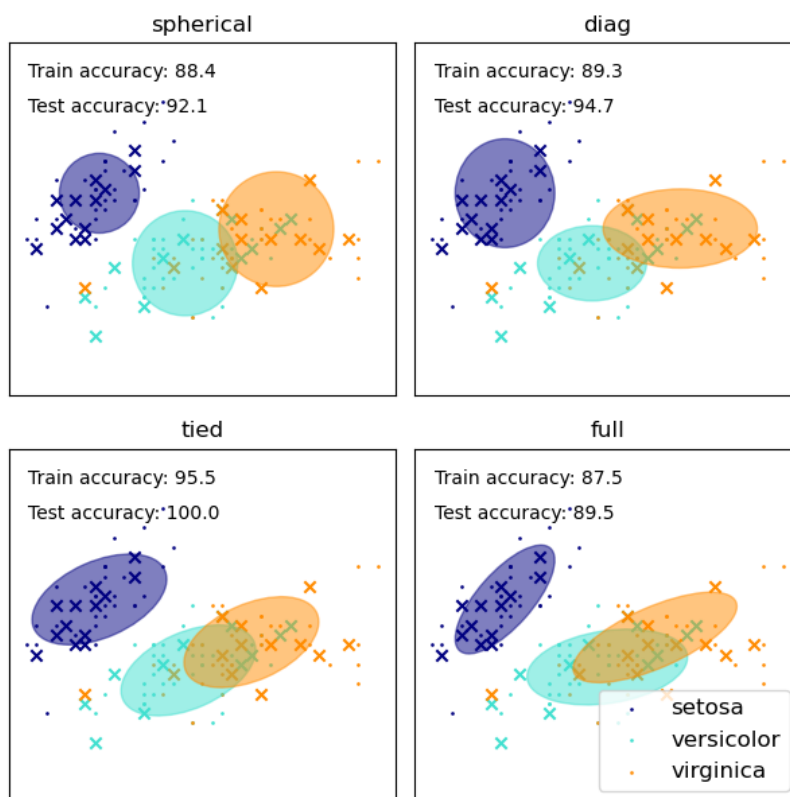 spherical
Train accuracy: 88.4
Test accuracy: 92.1
diag
Train accuracy: 89.3
Test accuracy: 94.7
tied
Train accuracy: 95.5
Test accuracy: 100.0
full
Train accuracy: 87.5
Test accuracy: 89.5
setosa
versicolor
virginica